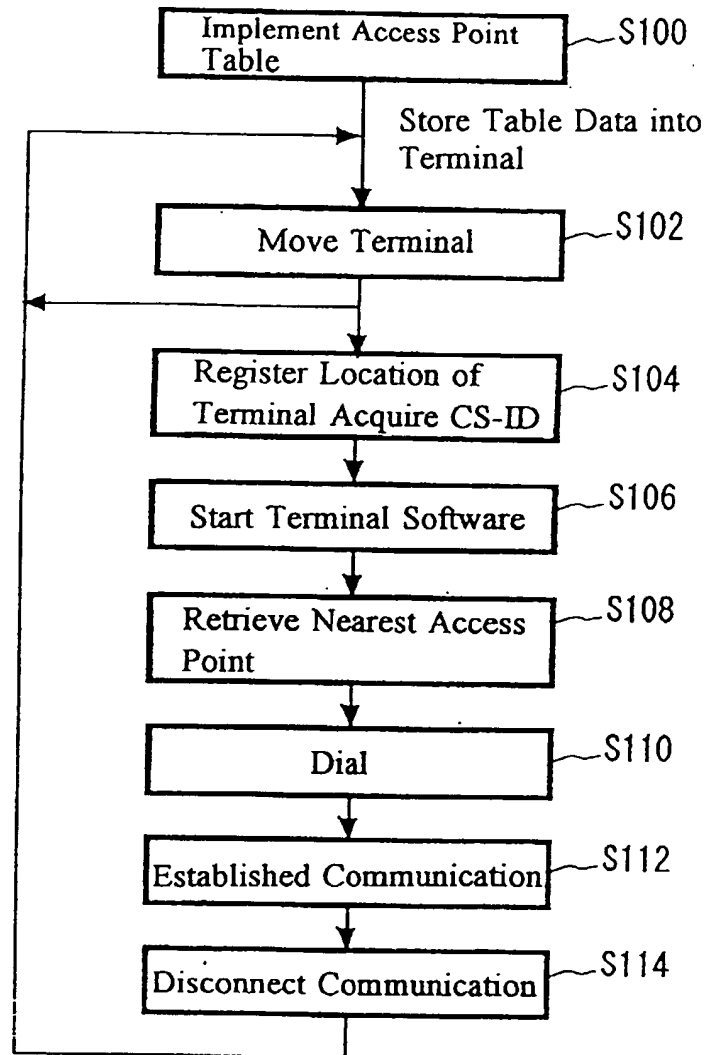 Implement Access Point
Table
S100
Store Table Data into
Terminal
Move Terminal
S102
Register Location of
Terminal Acquire CS-ID
S104
Start Terminal Software
S106
Retrieve Nearest Access
Point
S108
Dial
S110
Established Communication
S112
Disconnect Communication
S114